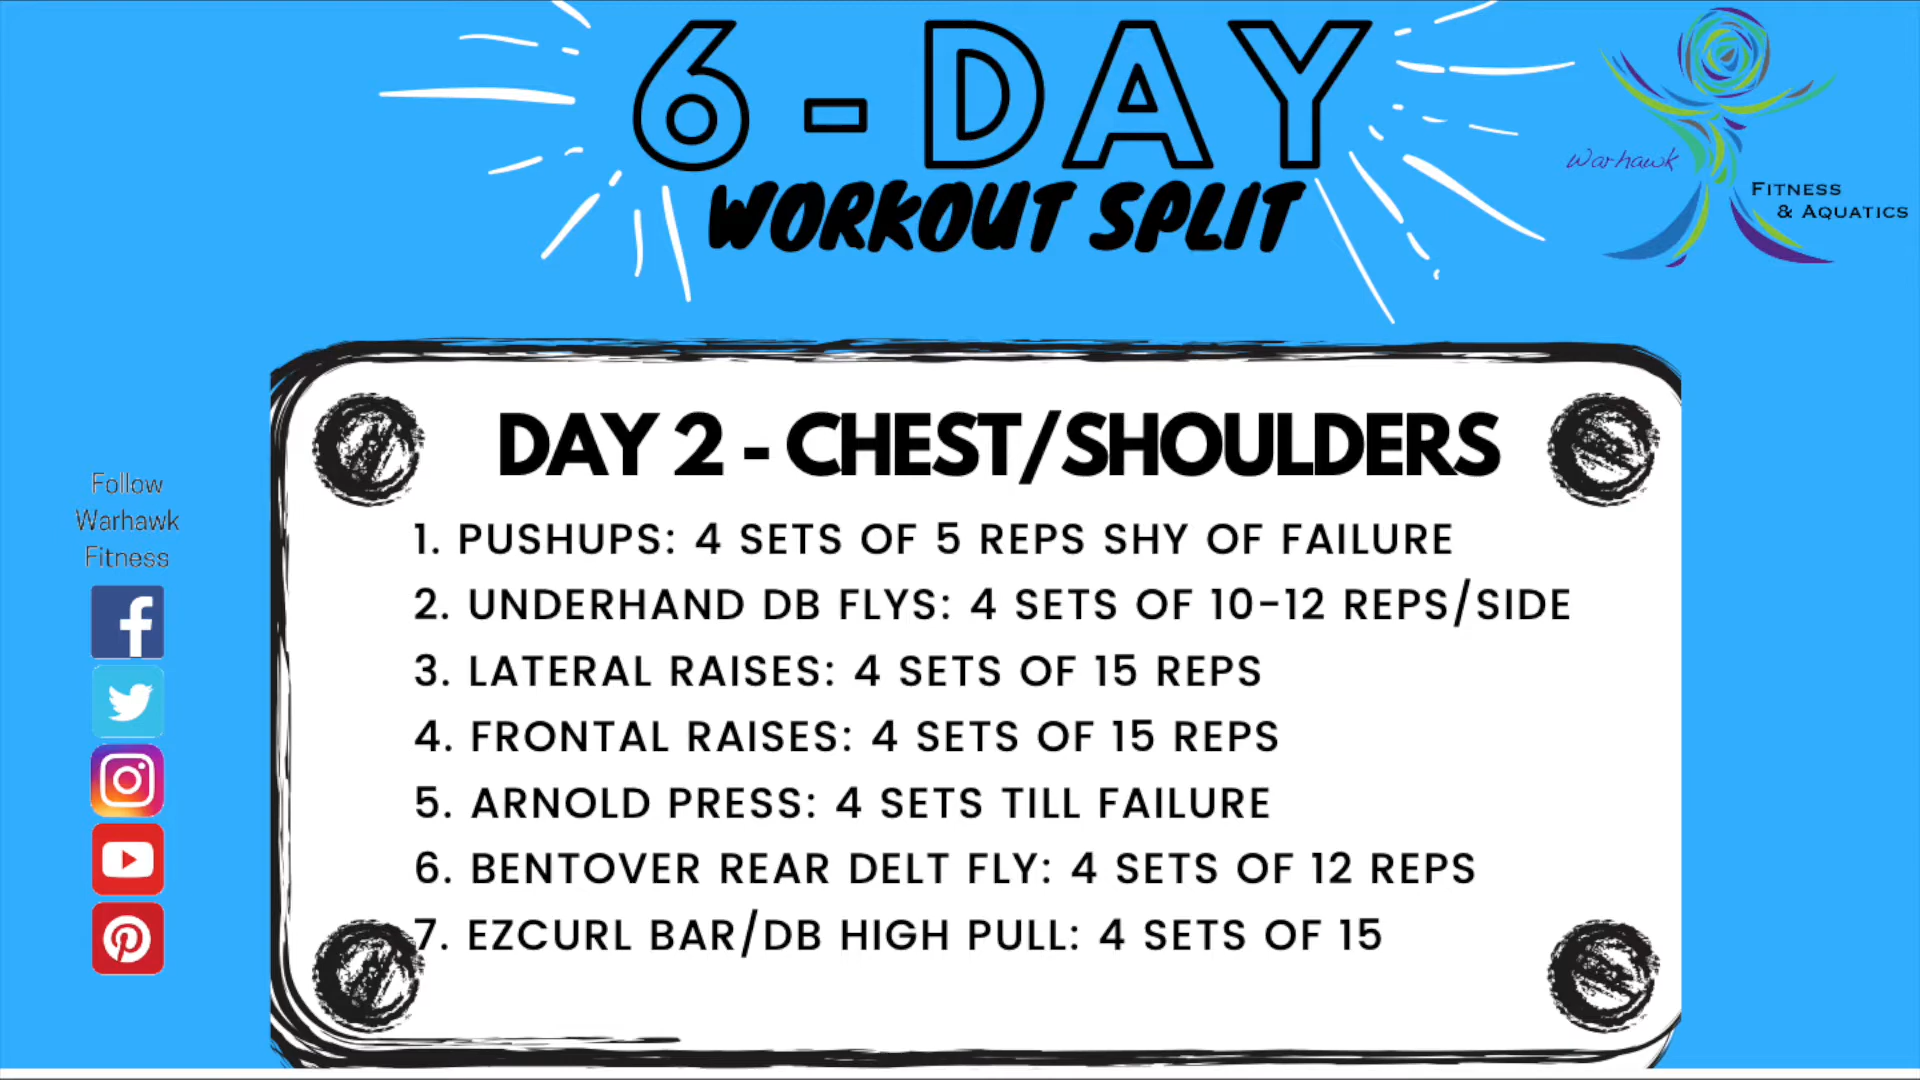 6-DAY
WORKOUT SPLIT
Warhawk
FITNESS
& AQUATICS
DAY 2 - CHEST/SHOULDERS
1. PUSHUPS: 4 SETS OF 5 REPS SHY OF FAILURE
2. UNDERHAND DB FLYS: 4 SETS OF 10-12 REPS/SIDE
3. LATERAL RAISES: 4 SETS OF 15 REPS
4. FRONTAL RAISES: 4 SETS OF 15 REPS
5. ARNOLD PRESS: 4 SETS TILL FAILURE
6. BENTOVER REAR DELT FLY: 4 SETS OF 12 REPS
7. EZCURL BAR/DB HIGH PULL: 4 SETS OF 15
Follow
Warhawk
Fitness